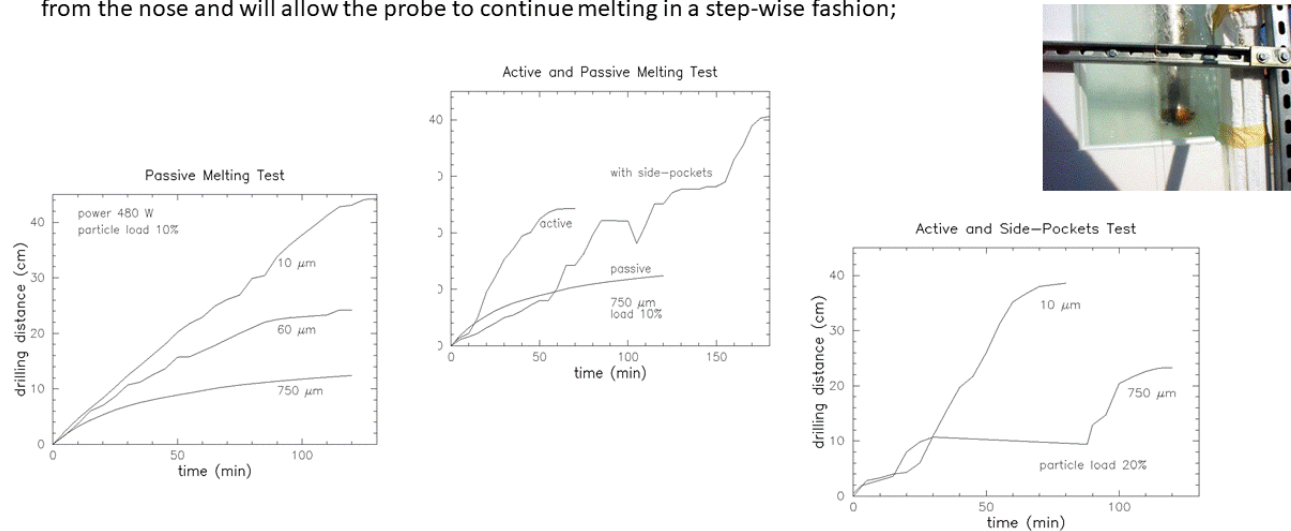 from the nose and will allow the probe to continue melting in a step-wise fashion;
Passive Melting Test
power 480 W
particle load 10%
10 μm
60 μm
750 μm
40
30
20
10
0
50
100
drilling distance (cm)
time (min)
Active and Passive Melting Test
40
0
0
0
0
with side-pockets
active
passive
750 μm
load 10%
50
100
150
time (min)
Active and Side-Pockets Test
40
30
20
10
0
10 μm
750 μm
particle load 20%
50
100
drilling distance (cm)
time (min)